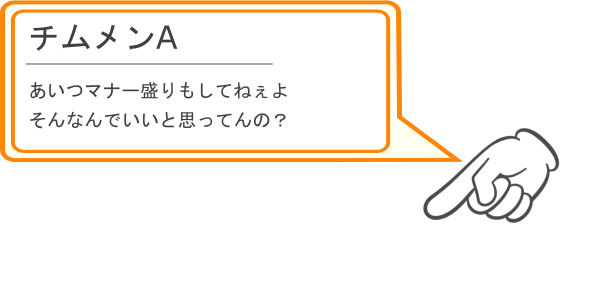 チムメンA
あいつマナー盛りもしてねぇよ
そんなんでいいと思ってんの？